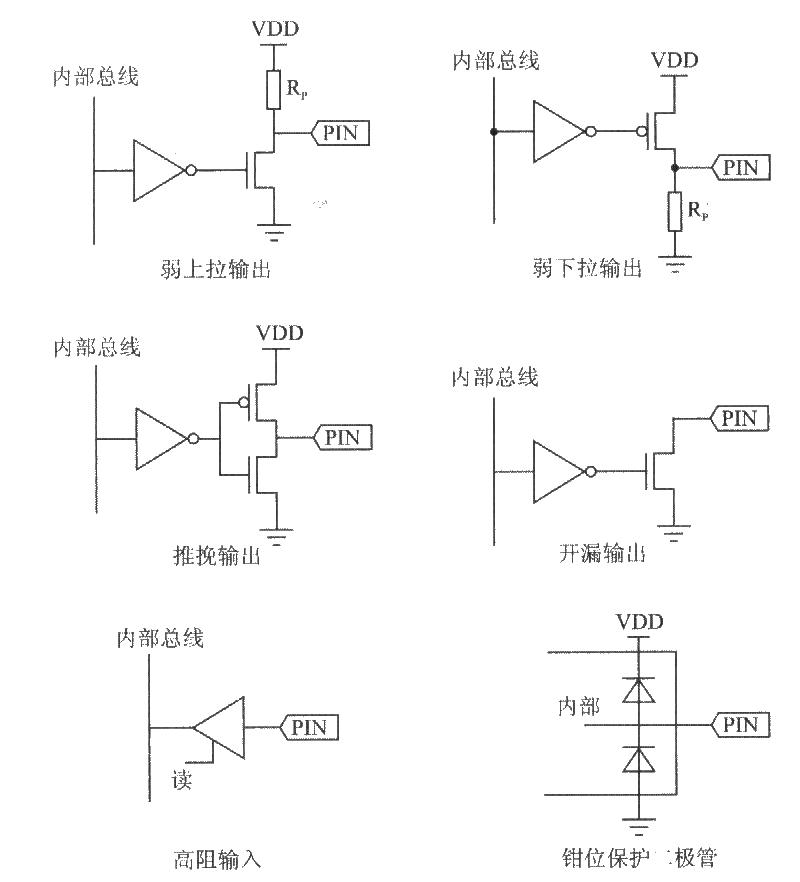 VDD
内部总线
R_P
PIN
弱上拉输出
内部总线
VDD
PIN
R_P
弱下拉输出
VDD
内部总线
PIN
推挽输出
内部总线
PIN
开漏输出
内部总线
PIN
读
高阻输入
VDD
内部
PIN
钳位保护二极管